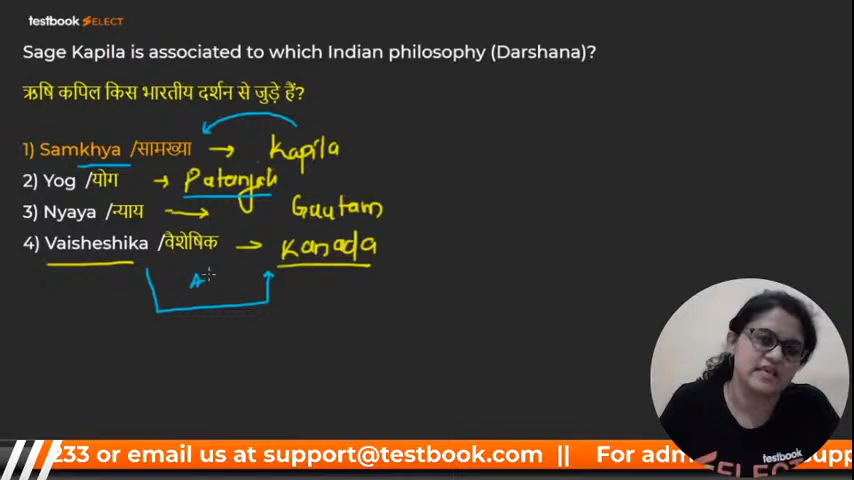 testbook SELECT
Sage Kapila is associated to which Indian philosophy (Darshana)?
ऋषि कपिल किस भारतीय दर्शन से जुड़े हैं?
1) Samkhya /सामख्या → Kapila
2) Yog /योग → Patanjali
3) Nyaya /न्याय → Gautam
4) Vaisheshika /वैशेषिक → Kanada
A
233 or email us at support@testbook.com || For adm
testbook
SELECT